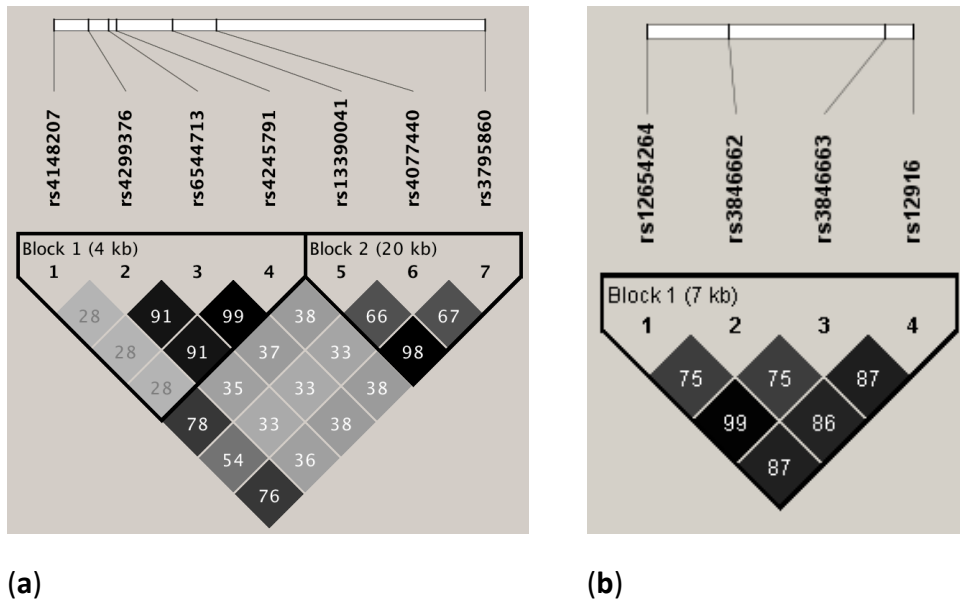 rs4148207
rs4299376
rs6544713
rs4245791
rs13390041
rs4077440
rs3795860
Block 1 (4 kb)
Block 2 (20 kb)
1 2 3 4 5 6 7
28 91 99 38 66 67
28 91 37 33 98
28 35 33 38
78 33 38
54 36
76
(a)
rs12654264
rs3846662
rs3846663
rs12916
Block 1 (7 kb)
1 2 3 4
75 75 87
99 86
87
(b)